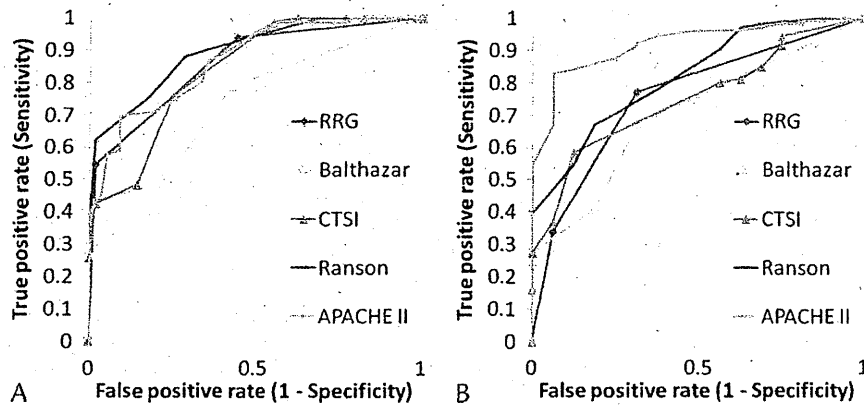 True positive rate (Sensitivity)
1
0.9
0.8
0.7
0.6
0.5
0.4
0.3
0.2
0.1
0
RRG
Balthazar
CTSI
Ranson
APACHE II
0
0.5
1
False positive rate (1 - Specificity)
A
True positive rate (Sensitivity)
1
0.9
0.8
0.7
0.6
0.5
0.4
0.3
0.2
0.1
0
RRG
Balthazar
CTSI
Ranson
APACHE II
0
0.5
1
False positive rate (1 - Specificity)
B